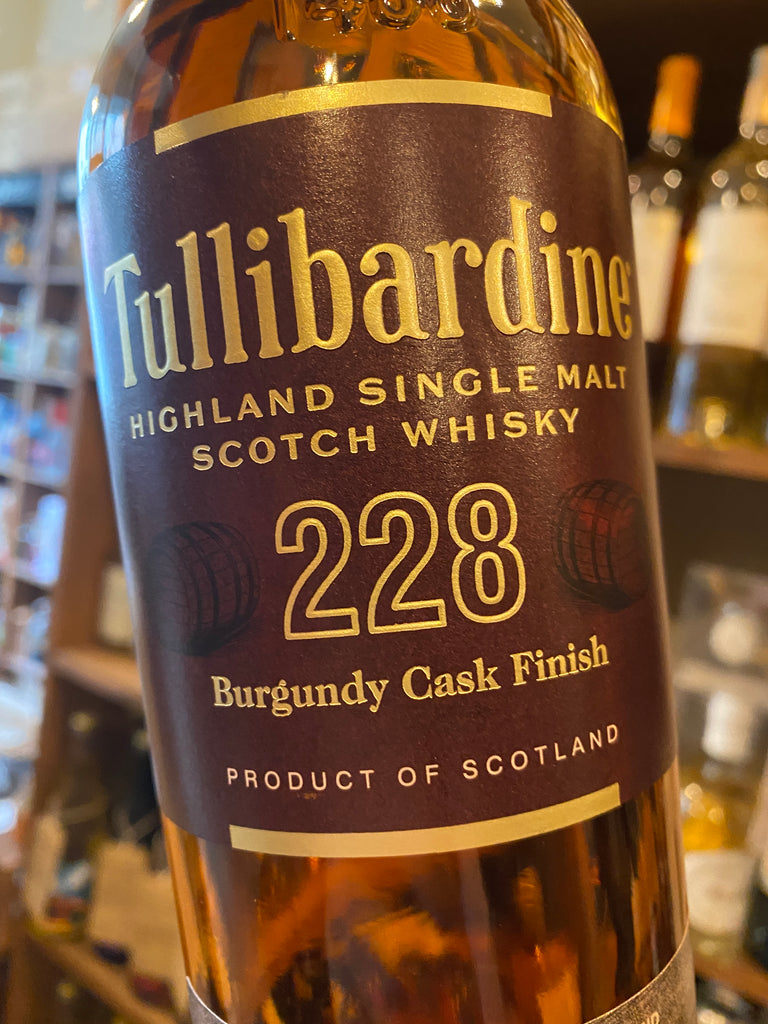 Tullibardine
HIGHLAND SINGLE MALT
SCOTCH WHISKY
228
Burgundy Cask Finish
PRODUCT OF SCOTLAND